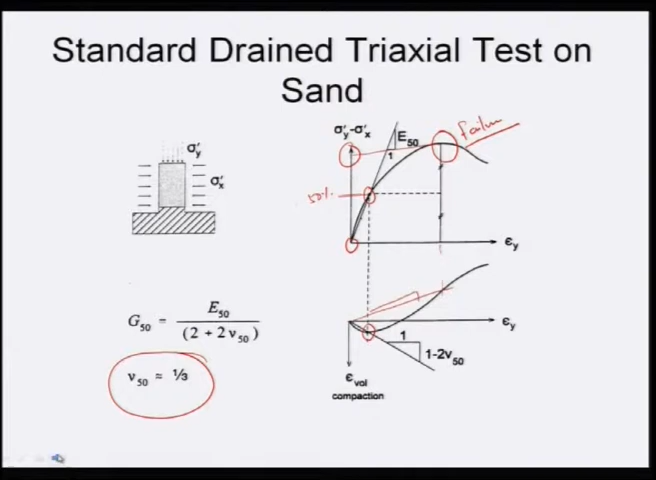 Standard Drained Triaxial Test on
Sand
σ'y
σ'x
σ'y-σ'x
E50
1
failure
50%
εy
G50 = E50 / (2 + 2ν50)
ν50 ≈ ⅓
εy
1
1-2ν50
εvol
compaction